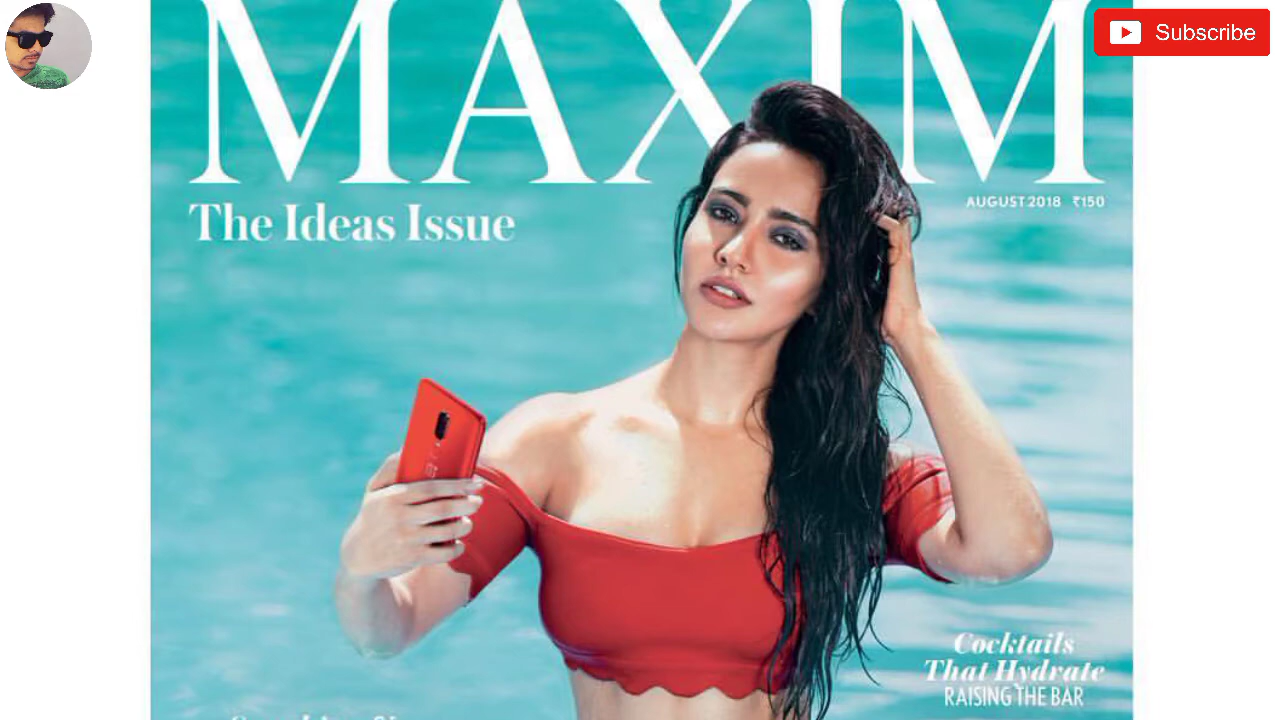 Subscribe
MAXIM
AUGUST 2018 ₹150
The Ideas Issue
Cocktails
That Hydrate
RAISING THE BAR